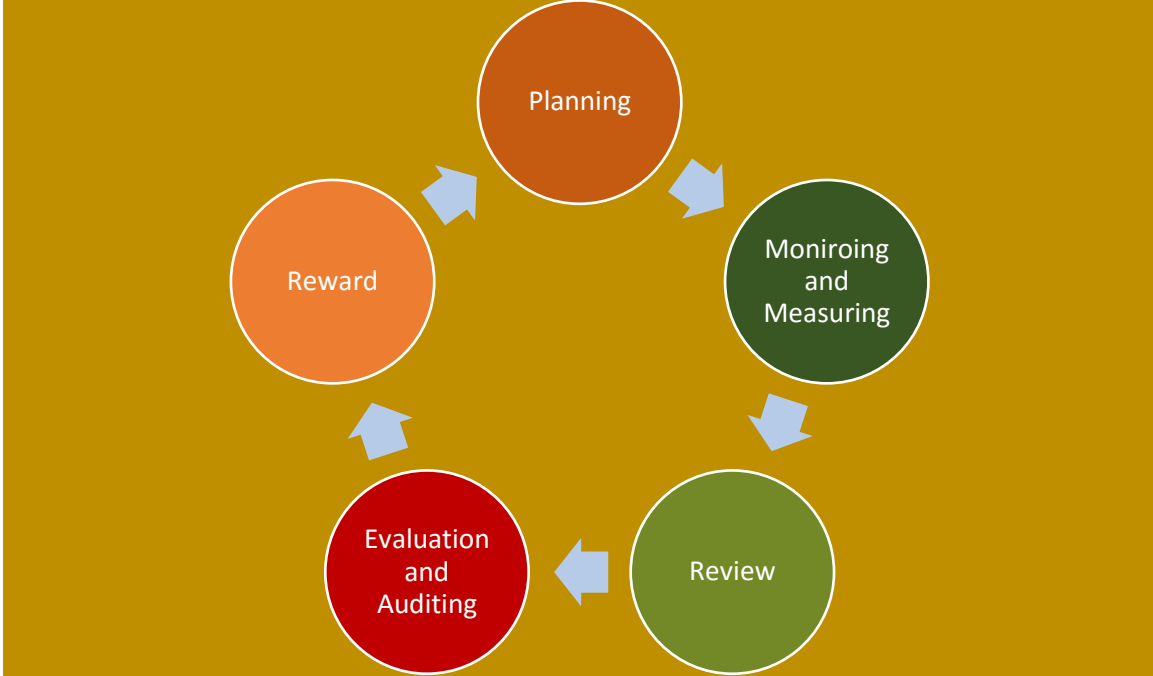 Planning
Moniroing
and
Measuring
Review
Evaluation
and
Auditing
Reward